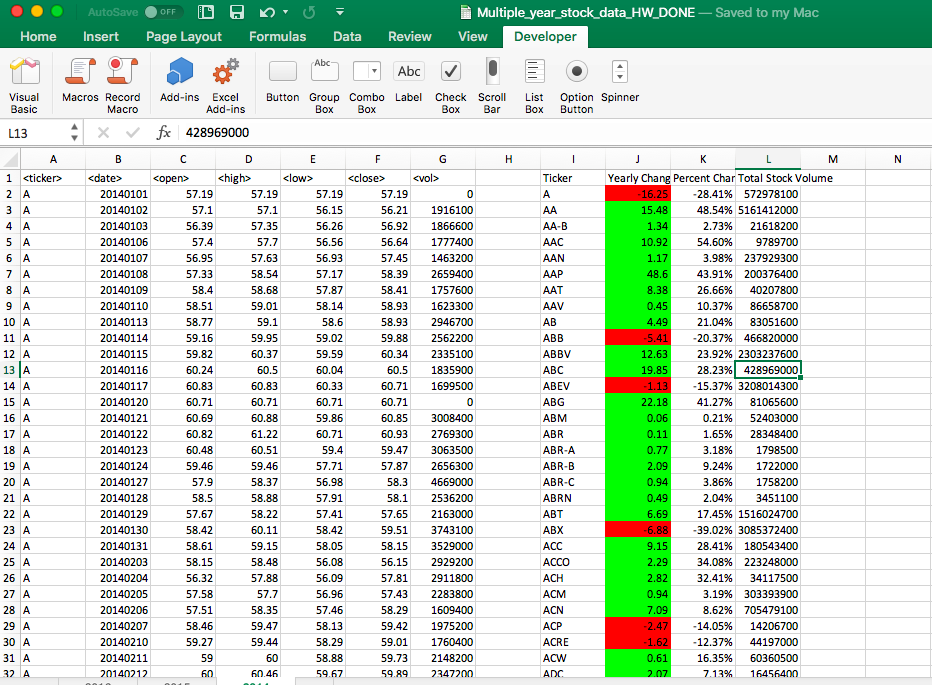 AutoSave OFF Multiple_year_stock_data_HW_DONE — Saved to my Mac
Home Insert Page Layout Formulas Data Review View Developer
Visual Basic Macros Record Macro Add-ins Excel Add-ins Button Abc Group Box Combo Box Abc Label Check Box Scroll Bar List Box Option Button Spinner
L13 fx 428969000
A B C D E F G H I J K L M N
1 <ticker> <date> <open> <high> <low> <close> <vol> Ticker Yearly Chang Percent Char Total Stock Volume
2 A 20140101 57.19 57.19 57.19 57.19 0 A -16.25 -28.41% 572978100
3 A 20140102 57.1 57.1 56.15 56.21 1916100 AA 15.48 48.54% 5161412000
4 A 20140103 56.39 57.35 56.26 56.92 1866600 AA-B 1.34 2.73% 21618200
5 A 20140106 57.4 57.7 56.56 56.64 1777400 AAC 10.92 54.60% 9789700
6 A 20140107 56.95 57.63 56.93 57.45 1463200 AAN 1.17 3.98% 237929300
7 A 20140108 57.33 58.54 57.17 58.39 2659400 AAP 48.6 43.91% 200376400
8 A 20140109 58.4 58.68 57.87 58.41 1757600 AAT 8.38 26.66% 40207800
9 A 20140110 58.51 59.01 58.14 58.93 1623300 AAV 0.45 10.37% 86658700
10 A 20140113 58.77 59.1 58.6 58.93 2946700 AB 4.49 21.04% 83051600
11 A 20140114 59.16 59.95 59.02 59.88 2562200 ABB -5.41 -20.37% 466820000
12 A 20140115 59.82 60.37 59.59 60.34 2335100 ABBV 12.63 23.92% 2303237600
13 A 20140116 60.24 60.5 60.04 60.5 1835900 ABC 19.85 28.23% 428969000
14 A 20140117 60.83 60.83 60.33 60.71 1699500 ABEV -1.13 -15.37% 3208014300
15 A 20140120 60.71 60.71 60.71 60.71 0 ABG 22.18 41.27% 81065600
16 A 20140121 60.69 60.88 59.86 60.85 3008400 ABM 0.06 0.21% 52403000
17 A 20140122 60.82 61.22 60.71 60.93 2769300 ABR 0.11 1.65% 28348400
18 A 20140123 60.48 60.51 59.4 59.47 3063500 ABR-A 0.77 3.18% 1798500
19 A 20140124 59.46 59.46 57.71 57.87 2656300 ABR-B 2.09 9.24% 1722000
20 A 20140127 57.9 58.37 56.98 58.3 4669000 ABR-C 0.94 3.86% 1758200
21 A 20140128 58.5 58.88 57.91 58.1 2536200 ABRN 0.49 2.04% 3451100
22 A 20140129 57.67 58.22 57.41 57.65 2163000 ABT 6.69 17.45% 1516024700
23 A 20140130 58.42 60.11 58.42 59.51 3743100 ABX -6.88 -39.02% 3085372400
24 A 20140131 58.61 59.15 58.05 58.15 3529000 ACC 9.15 28.41% 180543400
25 A 20140203 58.15 58.48 56.08 56.15 2929200 ACCO 2.29 34.08% 223248000
26 A 20140204 56.32 57.88 56.09 57.81 2911800 ACH 2.82 32.41% 34117500
27 A 20140205 57.58 57.7 56.96 57.43 2283800 ACM 0.94 3.19% 303393900
28 A 20140206 57.51 58.35 57.46 58.29 1609400 ACN 7.09 8.62% 705479100
29 A 20140207 58.46 59.47 58.13 59.42 1975200 ACP -2.47 -14.05% 14206700
30 A 20140210 59.27 59.44 58.29 59.01 1760400 ACRE -1.62 -12.37% 44197000
31 A 20140211 59 60 58.88 59.73 2148200 ACW 0.61 16.35% 60360500
32 A 20140212 60 60.46 59.67 59.89 2347200 ADC 2.07 7.13% 16456400